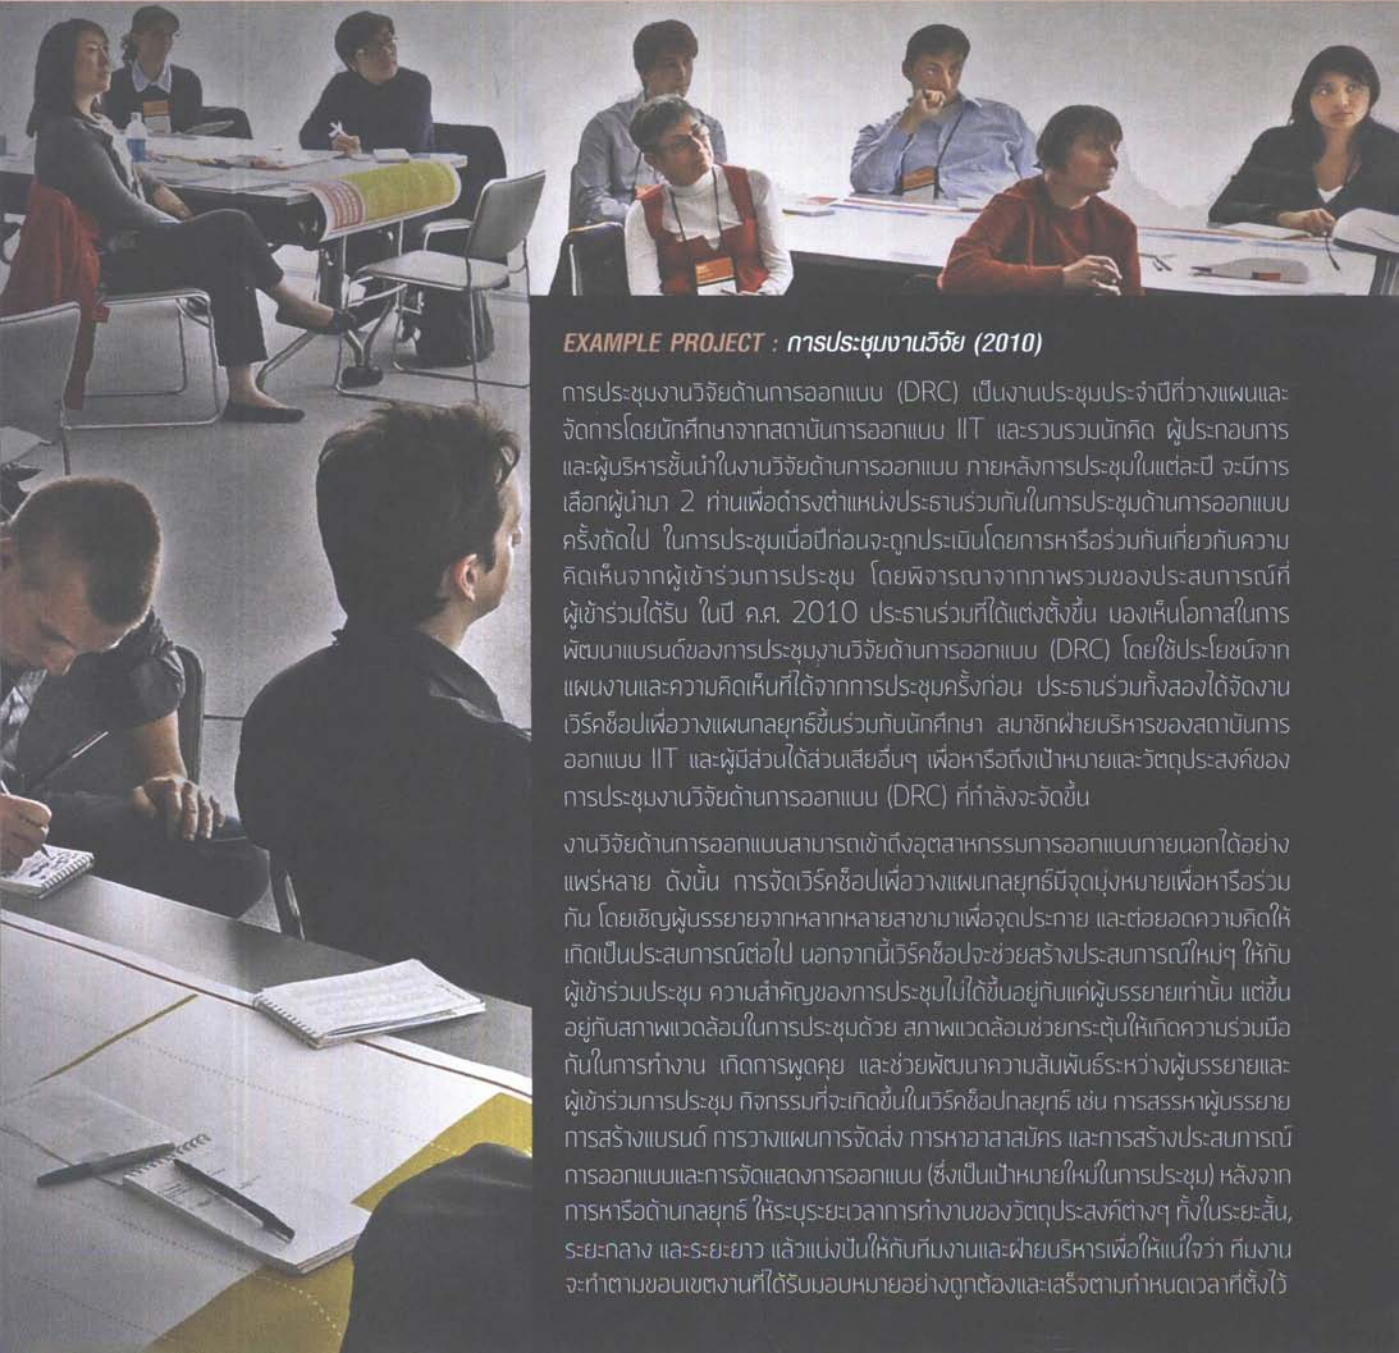 EXAMPLE PROJECT : การประชุมงานวิจัย (2010)
การประชุมงานวิจัยด้านการออกแบบ (DRC) เป็นงานประชุมประจำปีที่วางแผนและ
จัดการโดยนักศึกษาจากสถาบันการออกแบบ IIT และรวบรวมนักคิด ผู้ประกอบการ
และผู้บริหารชั้นนำในงานวิจัยด้านการออกแบบ ภายหลังการประชุมในแต่ละปี จะมีการ
เลือกผู้นำมา 2 ท่านเพื่อดำรงตำแหน่งประธานร่วมกันในการประชุมด้านการออกแบบ
ครั้งถัดไป ในการประชุมเมื่อปีก่อนจะถูกประเมินโดยการหารือร่วมกันเกี่ยวกับความ
คิดเห็นจากผู้เข้าร่วมการประชุม โดยพิจารณาจากภาพรวมของประสบการณ์ที่
ผู้เข้าร่วมได้รับ ในปี ค.ศ. 2010 ประธานร่วมที่ได้แต่งตั้งขึ้น มองเห็นโอกาสในการ
พัฒนาแบรนด์ของการประชุมงานวิจัยด้านการออกแบบ (DRC) โดยใช้ประโยชน์จาก
แผนงานและความคิดเห็นที่ได้จากการประชุมครั้งก่อน ประธานร่วมทั้งสองได้จัดงาน
เวิร์คช็อปเพื่อวางแผนกลยุทธ์ขึ้นร่วมกับนักศึกษา สมาชิกฝ่ายบริหารของสถาบันการ
ออกแบบ IIT และผู้มีส่วนได้ส่วนเสียอื่นๆ เพื่อหารือถึงเป้าหมายและวัตถุประสงค์ของ
การประชุมงานวิจัยด้านการออกแบบ (DRC) ที่กำลังจะจัดขึ้น
งานวิจัยด้านการออกแบบสามารถเข้าถึงอุตสาหกรรมการออกแบบภายนอกได้อย่าง
แพร่หลาย ดังนั้น การจัดเวิร์คช็อปเพื่อวางแผนกลยุทธ์มีจุดมุ่งหมายเพื่อหารือร่วม
กัน โดยเชิญผู้บรรยายจากหลากหลายสาขามาเพื่อจุดประกาย และต่อยอดความคิดให้
เกิดเป็นประสบการณ์ต่อไป นอกจากนี้เวิร์คช็อปจะช่วยสร้างประสบการณ์ใหม่ๆ ให้กับ
ผู้เข้าร่วมประชุม ความสำคัญของการประชุมไม่ได้ขึ้นอยู่กับแค่ผู้บรรยายเท่านั้น แต่ขึ้น
อยู่กับสภาพแวดล้อมในการประชุมด้วย สภาพแวดล้อมช่วยกระตุ้นให้เกิดความร่วมมือ
กันในการทำงาน เกิดการพูดคุย และช่วยพัฒนาความสัมพันธ์ระหว่างผู้บรรยายและ
ผู้เข้าร่วมการประชุม กิจกรรมที่จะเกิดขึ้นในเวิร์คช็อปกลยุทธ์ เช่น การสรรหาผู้บรรยาย
การสร้างแบรนด์ การวางแผนการจัดส่ง การหาอาสาสมัคร และการสร้างประสบการณ์
การออกแบบและการจัดแสดงการออกแบบ (ซึ่งเป็นเป้าหมายใหม่ในการประชุม) หลังจาก
การหารือด้านกลยุทธ์ ให้ระบุระยะเวลาการทำงานของวัตถุประสงค์ต่างๆ ทั้งในระยะสั้น,
ระยะกลาง และระยะยาว แล้วแบ่งปันให้กับทีมงานและฝ่ายบริหารเพื่อให้แน่ใจว่า ทีมงาน
จะทำตามขอบเขตงานที่ได้รับมอบหมายอย่างถูกต้องและเสร็จตามกำหนดเวลาที่ตั้งไว้